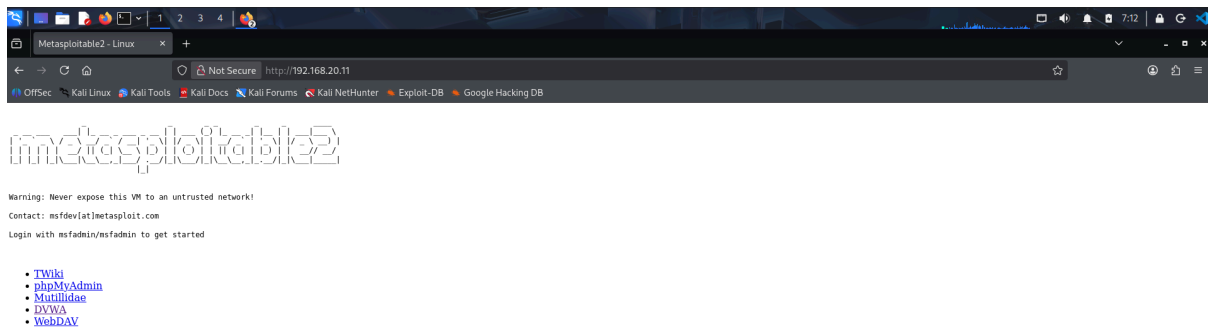 1 2 3 4 7:12
Metasploitable2 - Linux
Not Secure http://192.168.20.11
OffSec Kali Linux Kali Tools Kali Docs Kali Forums Kali NetHunter Exploit-DB Google Hacking DB
metasploitable2
Warning: Never expose this VM to an untrusted network!
Contact: msfdev[at]metasploit.com
Login with msfadmin/msfadmin to get started
TWiki
phpMyAdmin
Mutillidae
DVWA
WebDAV